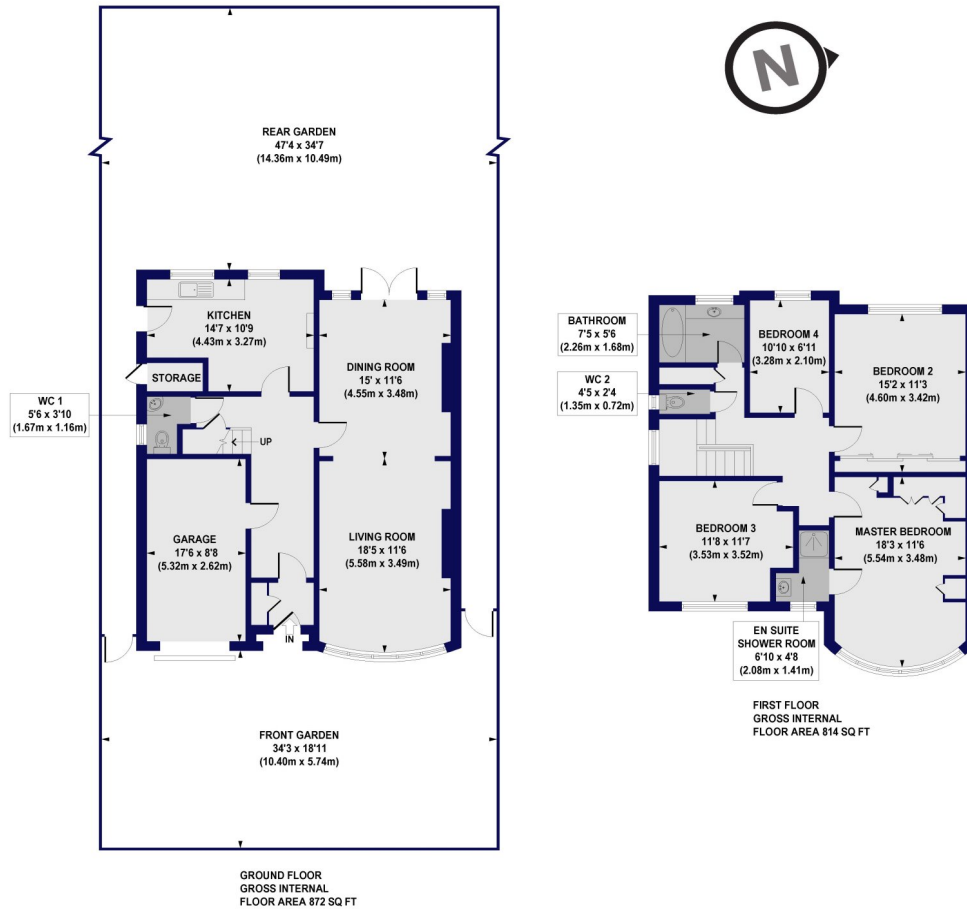 N
REAR GARDEN
47'4 x 34'7
(14.36m x 10.49m)
KITCHEN
14'7 x 10'9
(4.43m x 3.27m)
STORAGE
DINING ROOM
15' x 11'6
(4.55m x 3.48m)
WC 1
5'6 x 3'10
(1.67m x 1.16m)
UP
GARAGE
17'6 x 8'8
(5.32m x 2.62m)
LIVING ROOM
18'5 x 11'6
(5.58m x 3.49m)
IN
FRONT GARDEN
34'3 x 18'11
(10.40m x 5.74m)
GROUND FLOOR
GROSS INTERNAL
FLOOR AREA 872 SQ FT
BATHROOM
7'5 x 5'6
(2.26m x 1.68m)
BEDROOM 4
10'10 x 6'11
(3.28m x 2.10m)
BEDROOM 2
15'2 x 11'3
(4.60m x 3.42m)
WC 2
4'5 x 2'4
(1.35m x 0.72m)
BEDROOM 3
11'8 x 11'7
(3.53m x 3.52m)
MASTER BEDROOM
18'3 x 11'6
(5.54m x 3.48m)
EN SUITE
SHOWER ROOM
6'10 x 4'8
(2.08m x 1.41m)
FIRST FLOOR
GROSS INTERNAL
FLOOR AREA 814 SQ FT